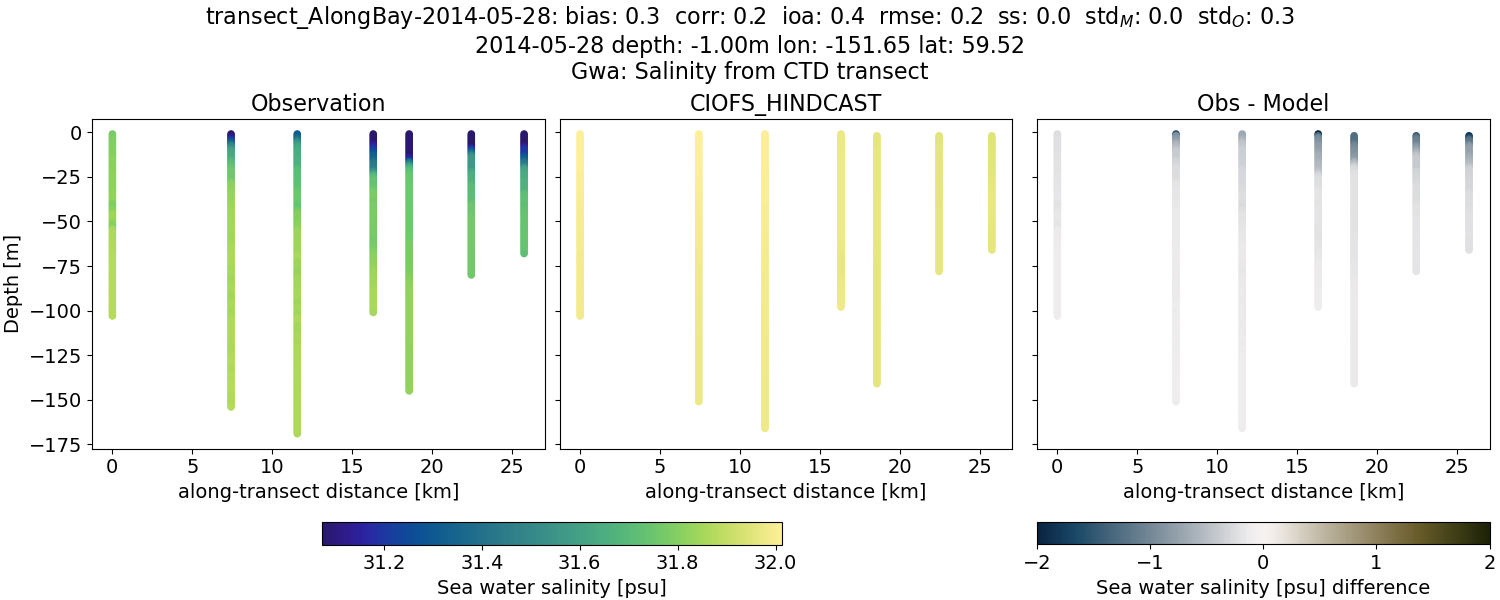 transect_AlongBay-2014-05-28: bias: 0.3  corr: 0.2  ioa: 0.4  rmse: 0.2  ss: 0.0  std_M: 0.0  std_O: 0.3
2014-05-28 depth: -1.00m lon: -151.65 lat: 59.52
Gwa: Salinity from CTD transect
Observation
CIOFS_HINDCAST
Obs - Model
Depth [m]
0
−25
−50
−75
−100
−125
−150
−175
0 5 10 15 20 25
0 5 10 15 20 25
0 5 10 15 20 25
along-transect distance [km]
along-transect distance [km]
along-transect distance [km]
31.2 31.4 31.6 31.8 32.0
Sea water salinity [psu]
−2 −1 0 1 2
Sea water salinity [psu] difference